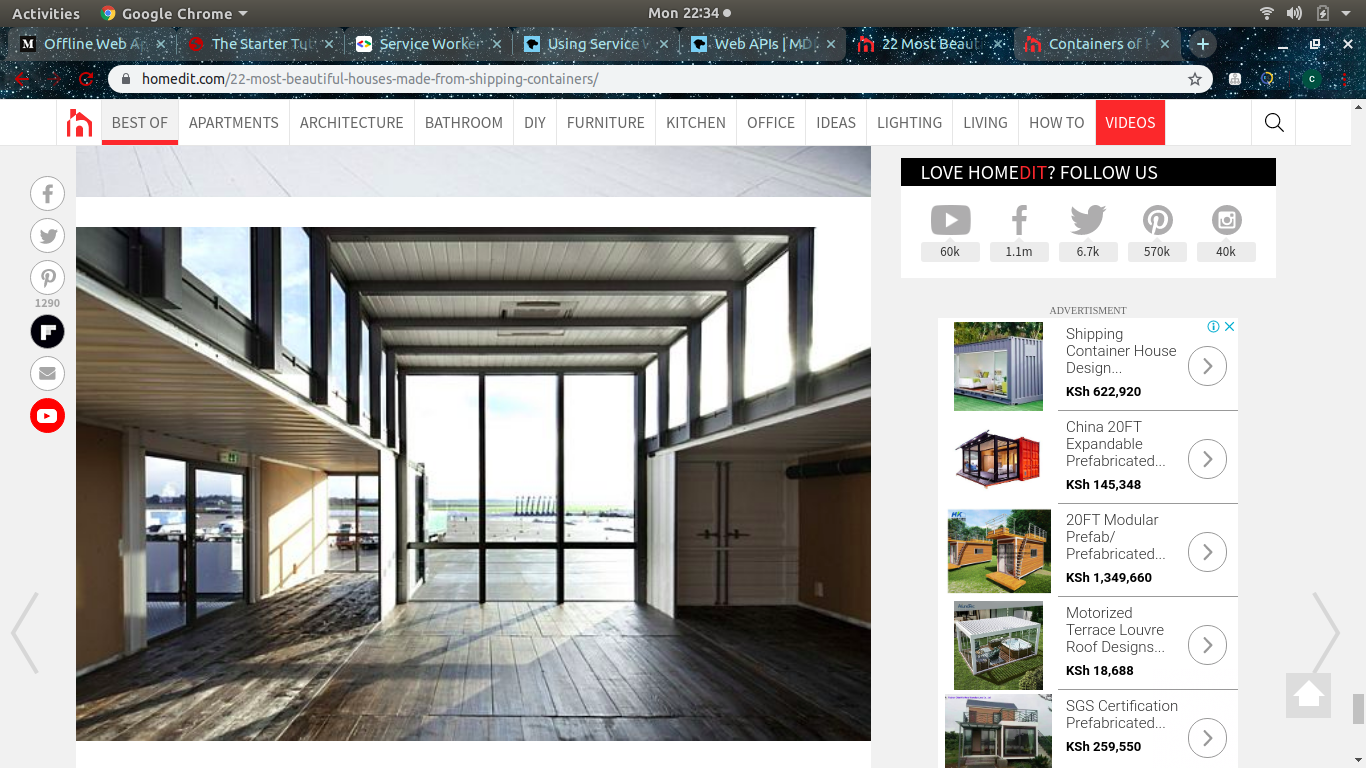 Activities
Google Chrome
Mon 22:34
Offline Web Ap
The Starter Tut
Service Worker
Using Service W
Web APIs | MD
22 Most Beaut
Containers of H
homedit.com/22-most-beautiful-houses-made-from-shipping-containers/
C
BEST OF
APARTMENTS
ARCHITECTURE
BATHROOM
DIY
FURNITURE
KITCHEN
OFFICE
IDEAS
LIGHTING
LIVING
HOW TO
VIDEOS
1290
LOVE HOMEDIT? FOLLOW US
60k
1.1m
6.7k
570k
40k
ADVERTISMENT
Shipping
Container House
Design...
KSh 622,920
China 20FT
Expandable
Prefabricated...
KSh 145,348
20FT Modular
Prefab/
Prefabricated...
KSh 1,349,660
Motorized
Terrace Louvre
Roof Designs...
KSh 18,688
SGS Certification
Prefabricated...
KSh 259,550